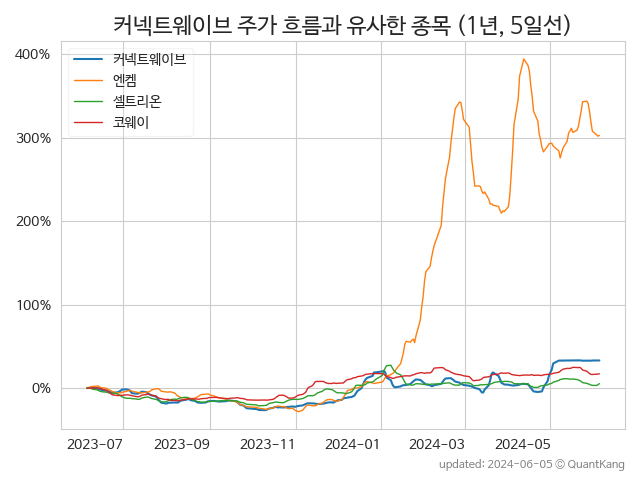 커넥트웨이브 주가 흐름과 유사한 종목 (1년, 5일선)
400%
300%
200%
100%
0%
커넥트웨이브
엔켐
셀트리온
코웨이
2023-07 2023-09 2023-11 2024-01 2024-03 2024-05
updated: 2024-06-05 © QuantKang